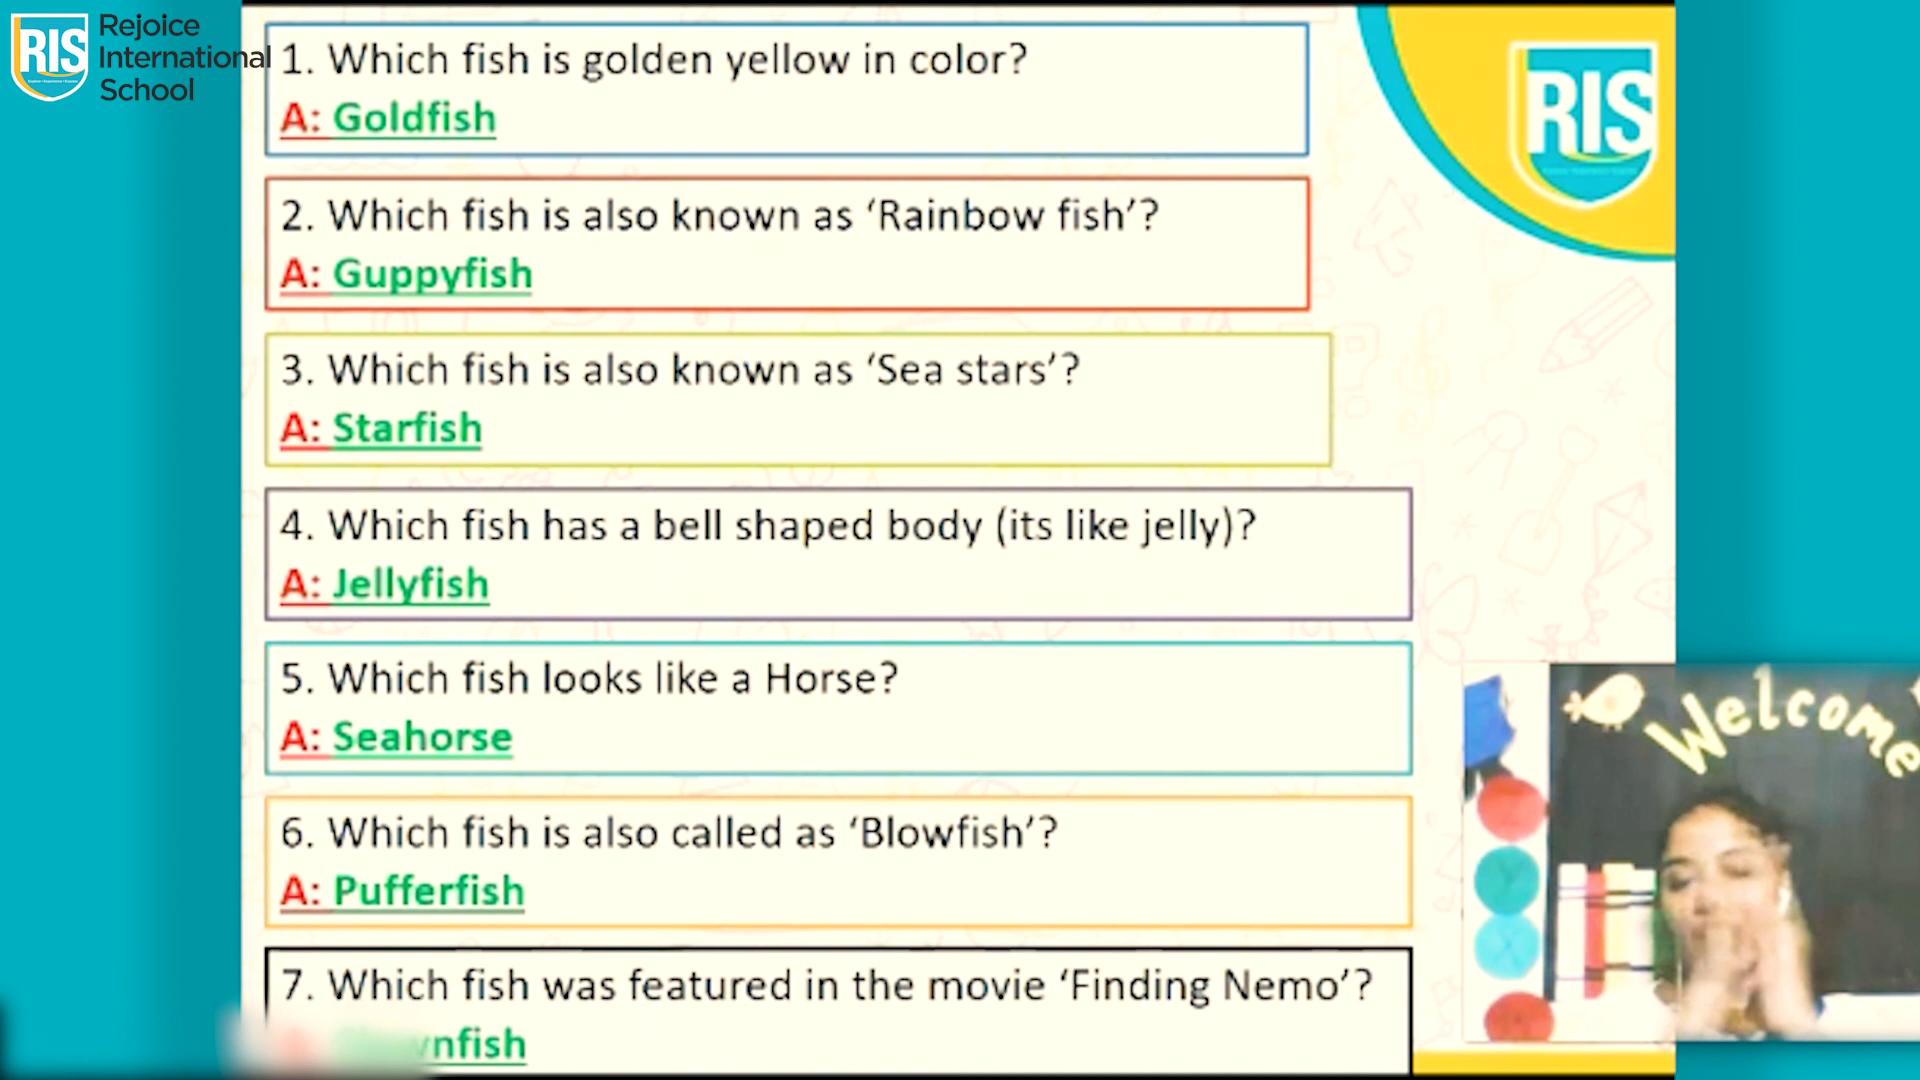 RIS
Rejoice
International
School
1. Which fish is golden yellow in color?
A: Goldfish
2. Which fish is also known as ‘Rainbow fish’?
A: Guppyfish
3. Which fish is also known as ‘Sea stars’?
A: Starfish
4. Which fish has a bell shaped body (its like jelly)?
A: Jellyfish
5. Which fish looks like a Horse?
A: Seahorse
6. Which fish is also called as ‘Blowfish’?
A: Pufferfish
7. Which fish was featured in the movie ‘Finding Nemo’?
RIS
Welcome